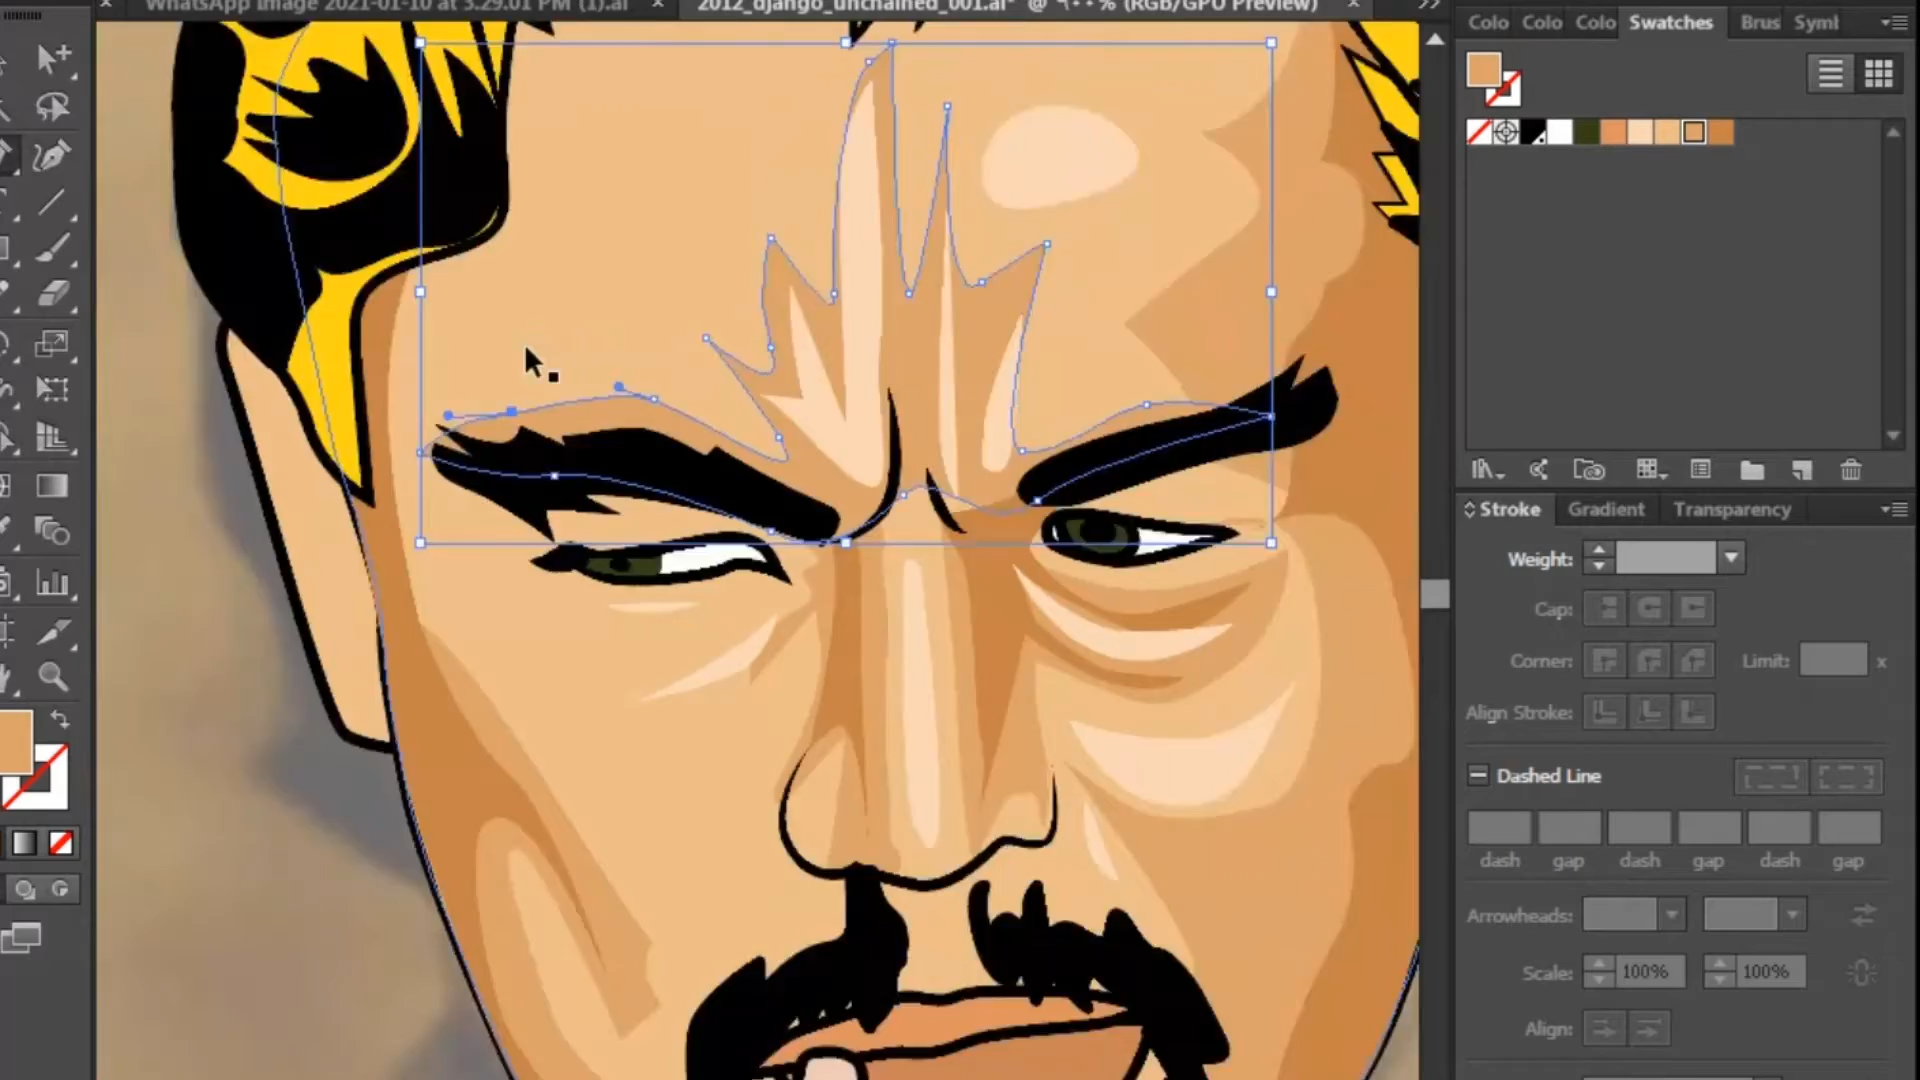 WhatsApp Image 2021-01-10 at 3.29.01 PM (1).ai
2012_django_unchained_001.ai* @ ٦٠٠ % (RGB/GPU Preview)
Colo Colo Colo Swatches Brus Symb
Stroke Gradient Transparency
Weight:
Cap:
Corner: Limit: x
Align Stroke:
Dashed Line
dash gap dash gap dash gap
Arrowheads:
Scale: 100% 100%
Align: